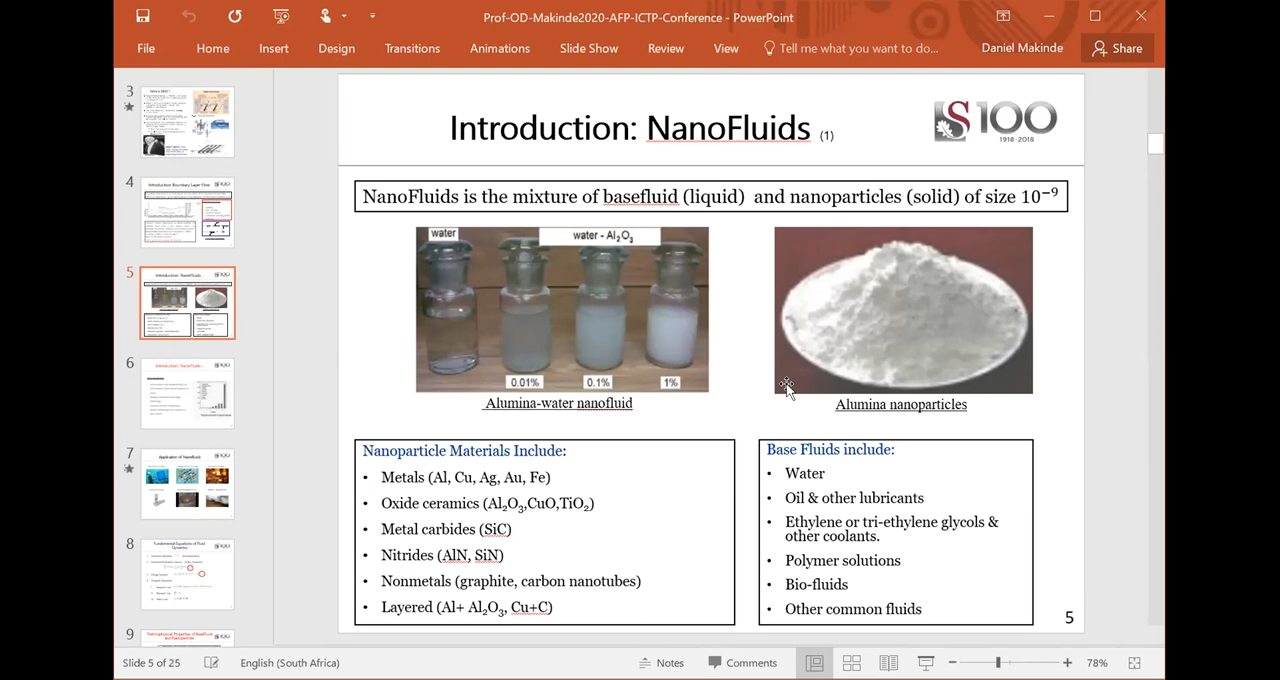 Prof-OD-Makinde2020-AFP-ICTP-Conference - PowerPoint
File Home Insert Design Transitions Animations Slide Show Review View Tell me what you want to do... Daniel Makinde Share
3
4
5
6
7
8
9
Introduction: NanoFluids (1)
S100
1918·2018
NanoFluids is the mixture of basefluid (liquid) and nanoparticles (solid) of size 10⁻⁹
water
water - Al₂O₃
0.01% 0.1% 1%
Alumina-water nanofluid
Alumina nanoparticles
Nanoparticle Materials Include:
• Metals (Al, Cu, Ag, Au, Fe)
• Oxide ceramics (Al₂O₃,CuO,TiO₂)
• Metal carbides (SiC)
• Nitrides (AlN, SiN)
• Nonmetals (graphite, carbon nanotubes)
• Layered (Al+ Al₂O₃, Cu+C)
Base Fluids include:
• Water
• Oil & other lubricants
• Ethylene or tri-ethylene glycols &
other coolants.
• Polymer solutions
• Bio-fluids
• Other common fluids
5
Slide 5 of 25 English (South Africa) Notes Comments 78%